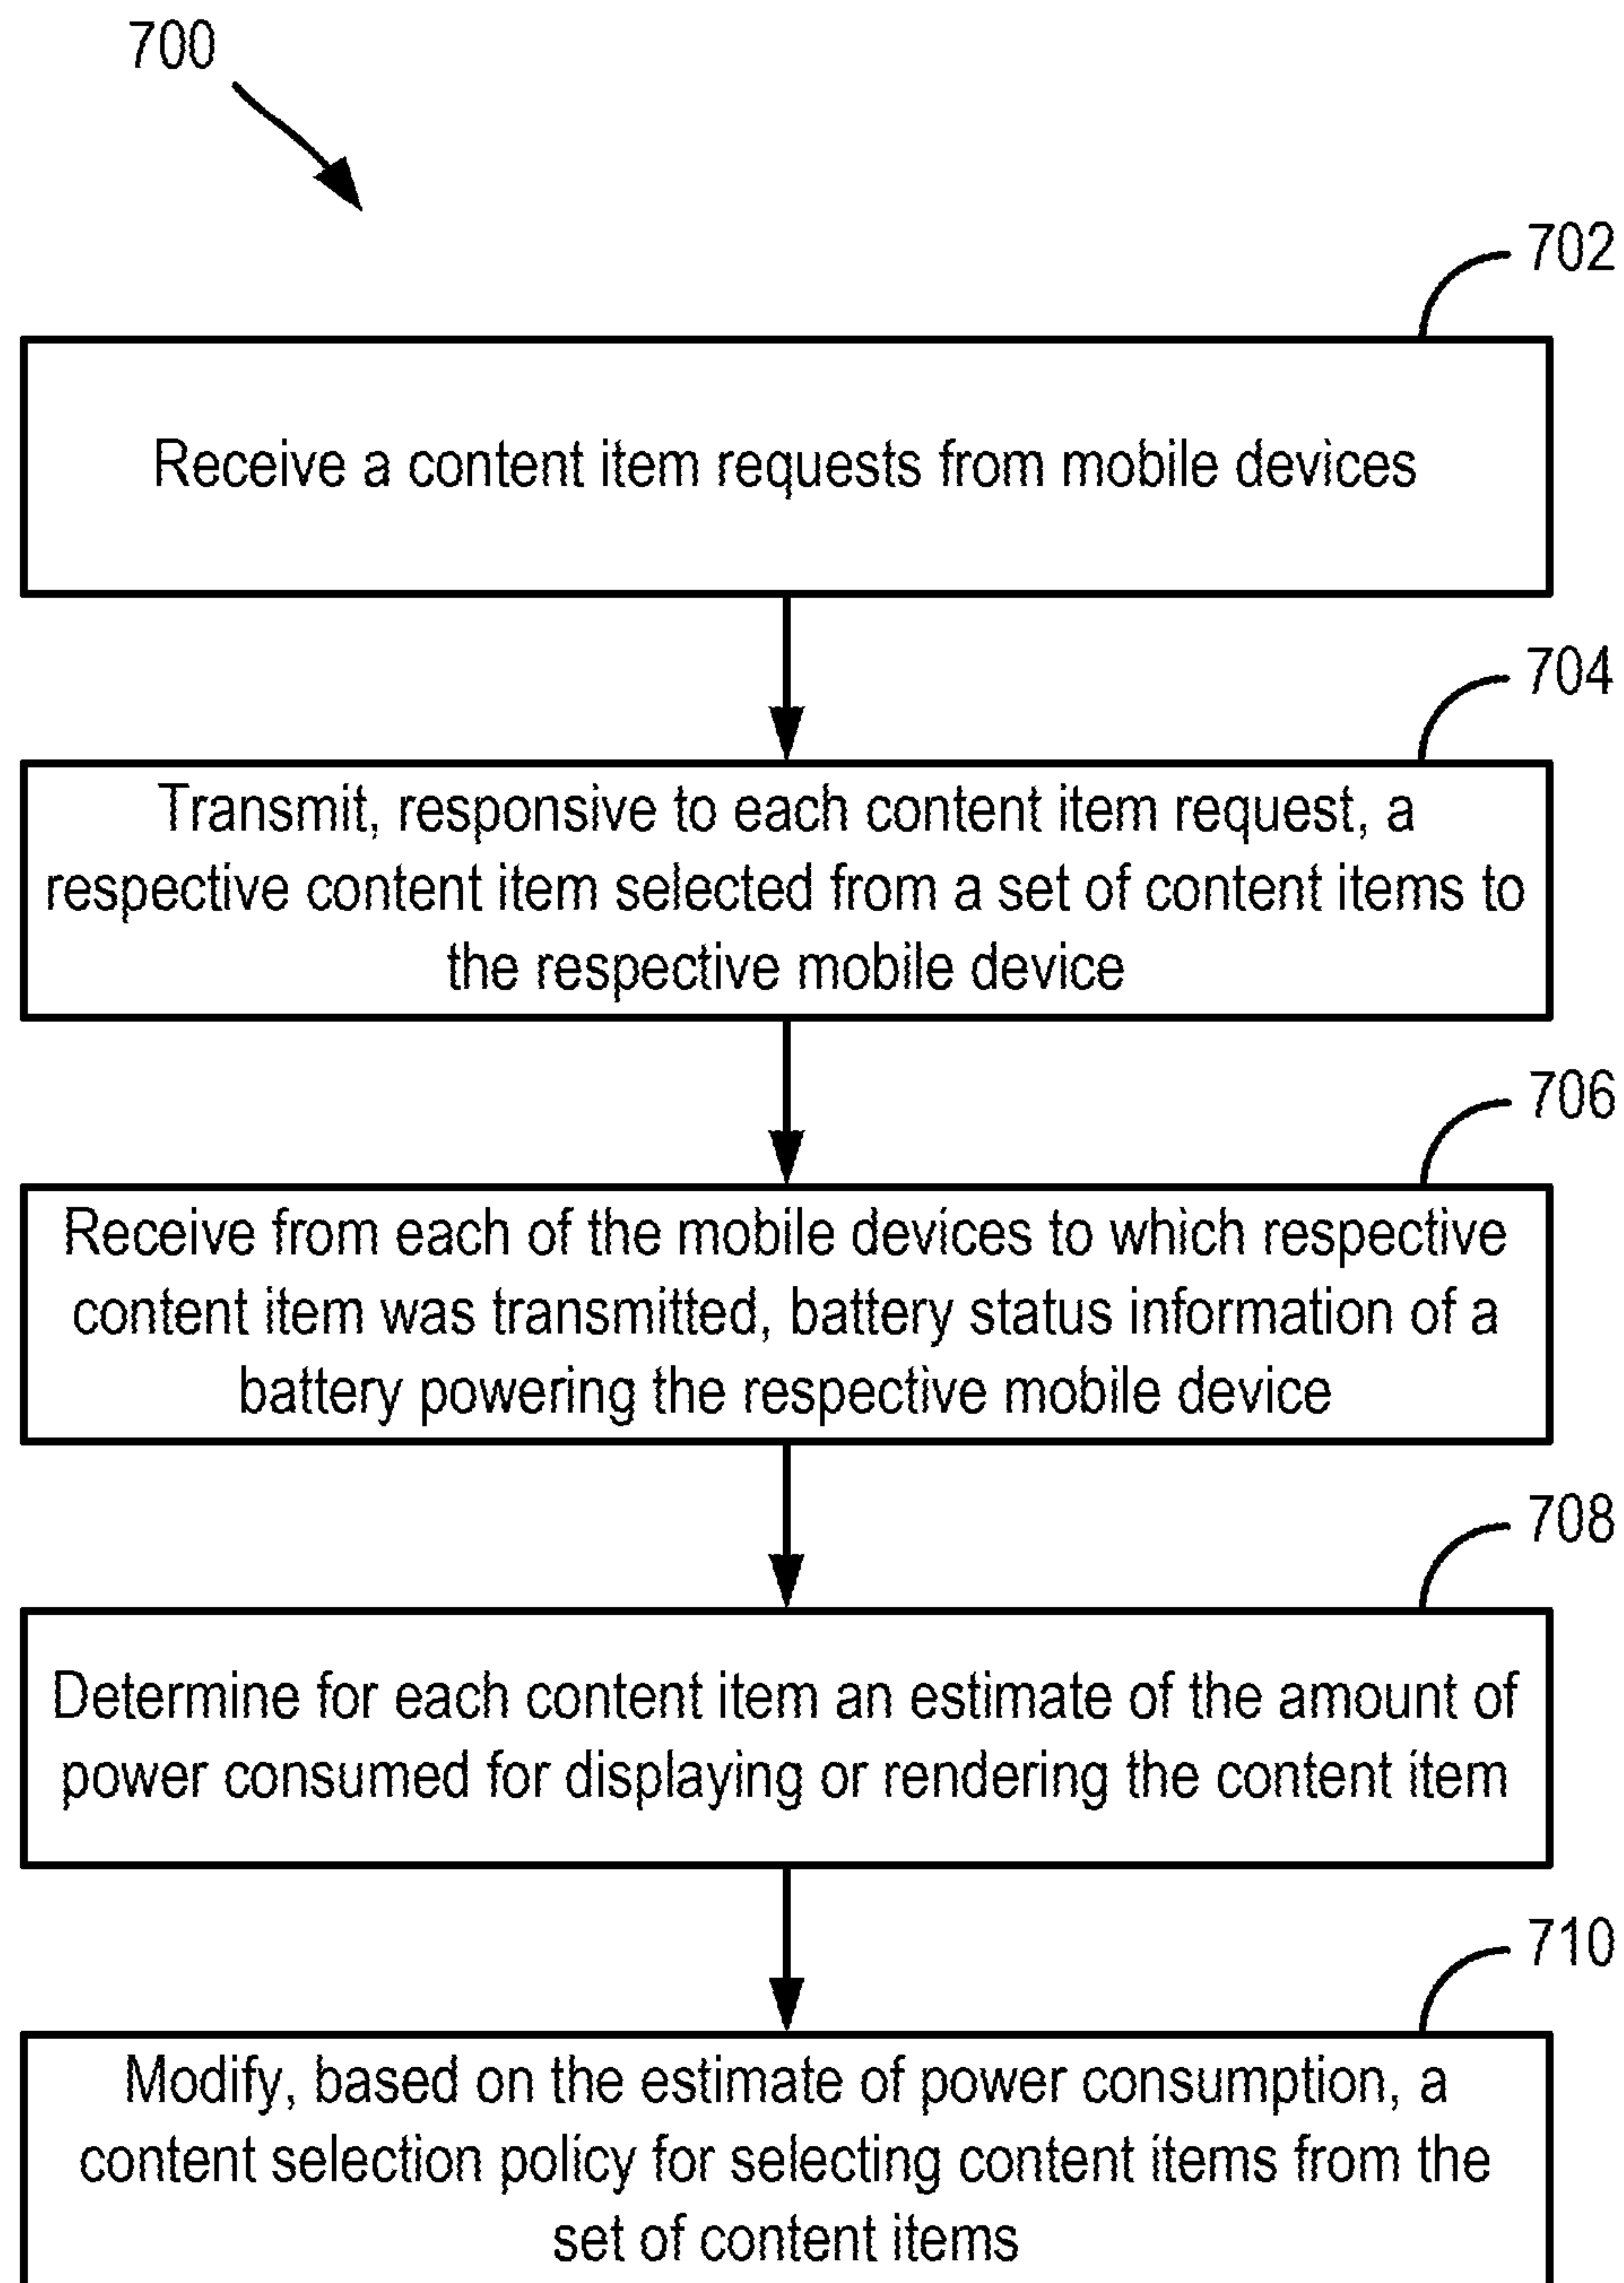 700
702
Receive a content item requests from mobile devices
704
Transmit, responsive to each content item request, a
respective content item selected from a set of content items to
the respective mobile device
706
Receive from each of the mobile devices to which respective
content item was transmitted, battery status information of a
battery powering the respective mobile device
708
Determine for each content item an estimate of the amount of
power consumed for displaying or rendering the content item
710
Modify, based on the estimate of power consumption, a
content selection policy for selecting content items from the
set of content items